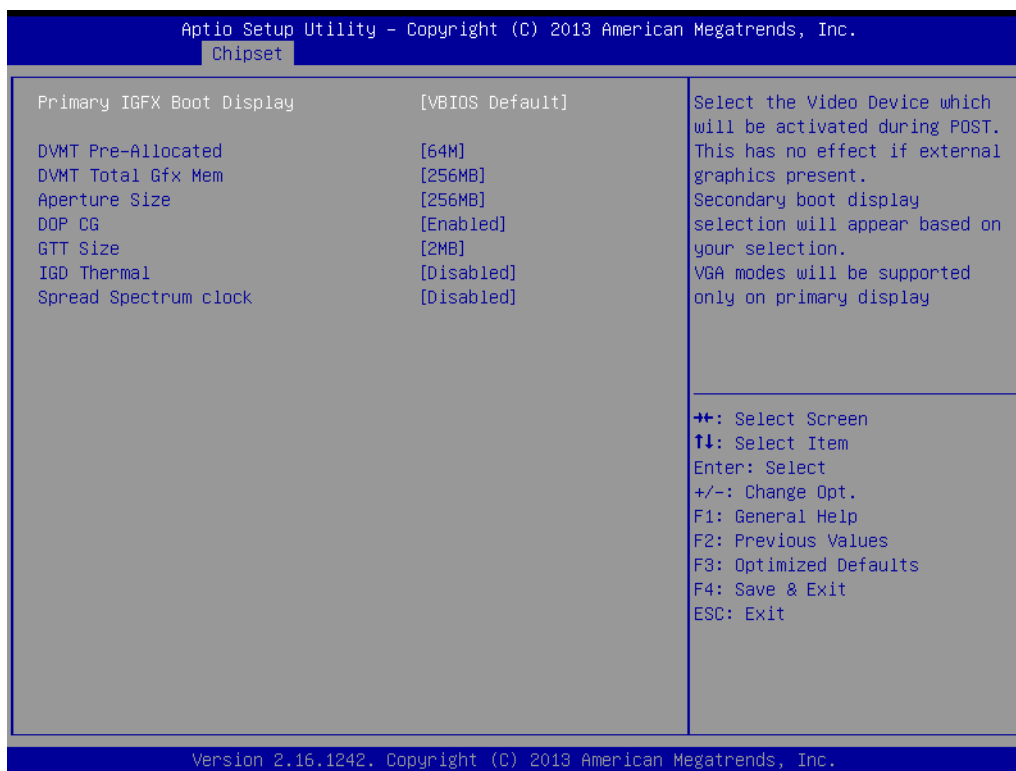 Aptio Setup Utility – Copyright (C) 2013 American Megatrends, Inc.
Chipset
Primary IGFX Boot Display [VBIOS Default]
DVMT Pre-Allocated [64M]
DVMT Total Gfx Mem [256MB]
Aperture Size [256MB]
DOP CG [Enabled]
GTT Size [2MB]
IGD Thermal [Disabled]
Spread Spectrum clock [Disabled]
Select the Video Device which
will be activated during POST.
This has no effect if external
graphics present.
Secondary boot display
selection will appear based on
your selection.
VGA modes will be supported
only on primary display
→←: Select Screen
↑↓: Select Item
Enter: Select
+/-: Change Opt.
F1: General Help
F2: Previous Values
F3: Optimized Defaults
F4: Save & Exit
ESC: Exit
Version 2.16.1242. Copyright (C) 2013 American Megatrends, Inc.